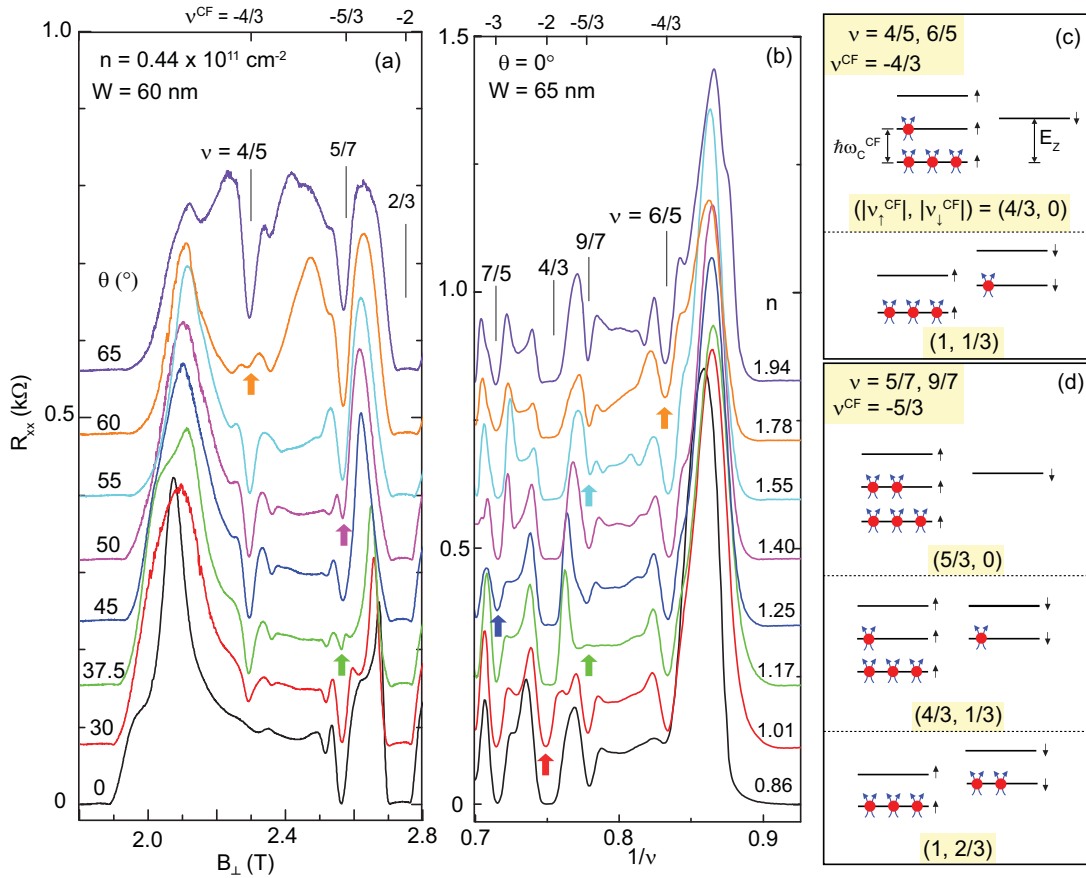 ν^CF = -4/3 -5/3 -2
1.0
n = 0.44 x 10^11 cm^-2
(a)
W = 60 nm
ν = 4/5
5/7
2/3
θ (°)
65
60
0.5
55
50
45
37.5
30
0
0
R_xx (kΩ)
2.0 2.4 2.8
B_⊥ (T)
-3 -2 -5/3 -4/3
1.5
θ = 0°
(b)
W = 65 nm
ν = 6/5
9/7
7/5
4/3
1.0
n
1.94
1.78
1.55
0.5
1.40
1.25
1.17
1.01
0.86
0
0.7 0.8 0.9
1/ν
ν = 4/5, 6/5
(c)
ν^CF = -4/3
↑
↑
↓
ħω_C^CF
E_Z
↑
(|ν_↑^CF|, |ν_↓^CF|) = (4/3, 0)
↓
↑
↓
↑
(1, 1/3)
ν = 5/7, 9/7
(d)
ν^CF = -5/3
↑
↓
↑
↑
(5/3, 0)
↑
↓
↑
↓
↑
(4/3, 1/3)
↓
↑
↓
↑
(1, 2/3)